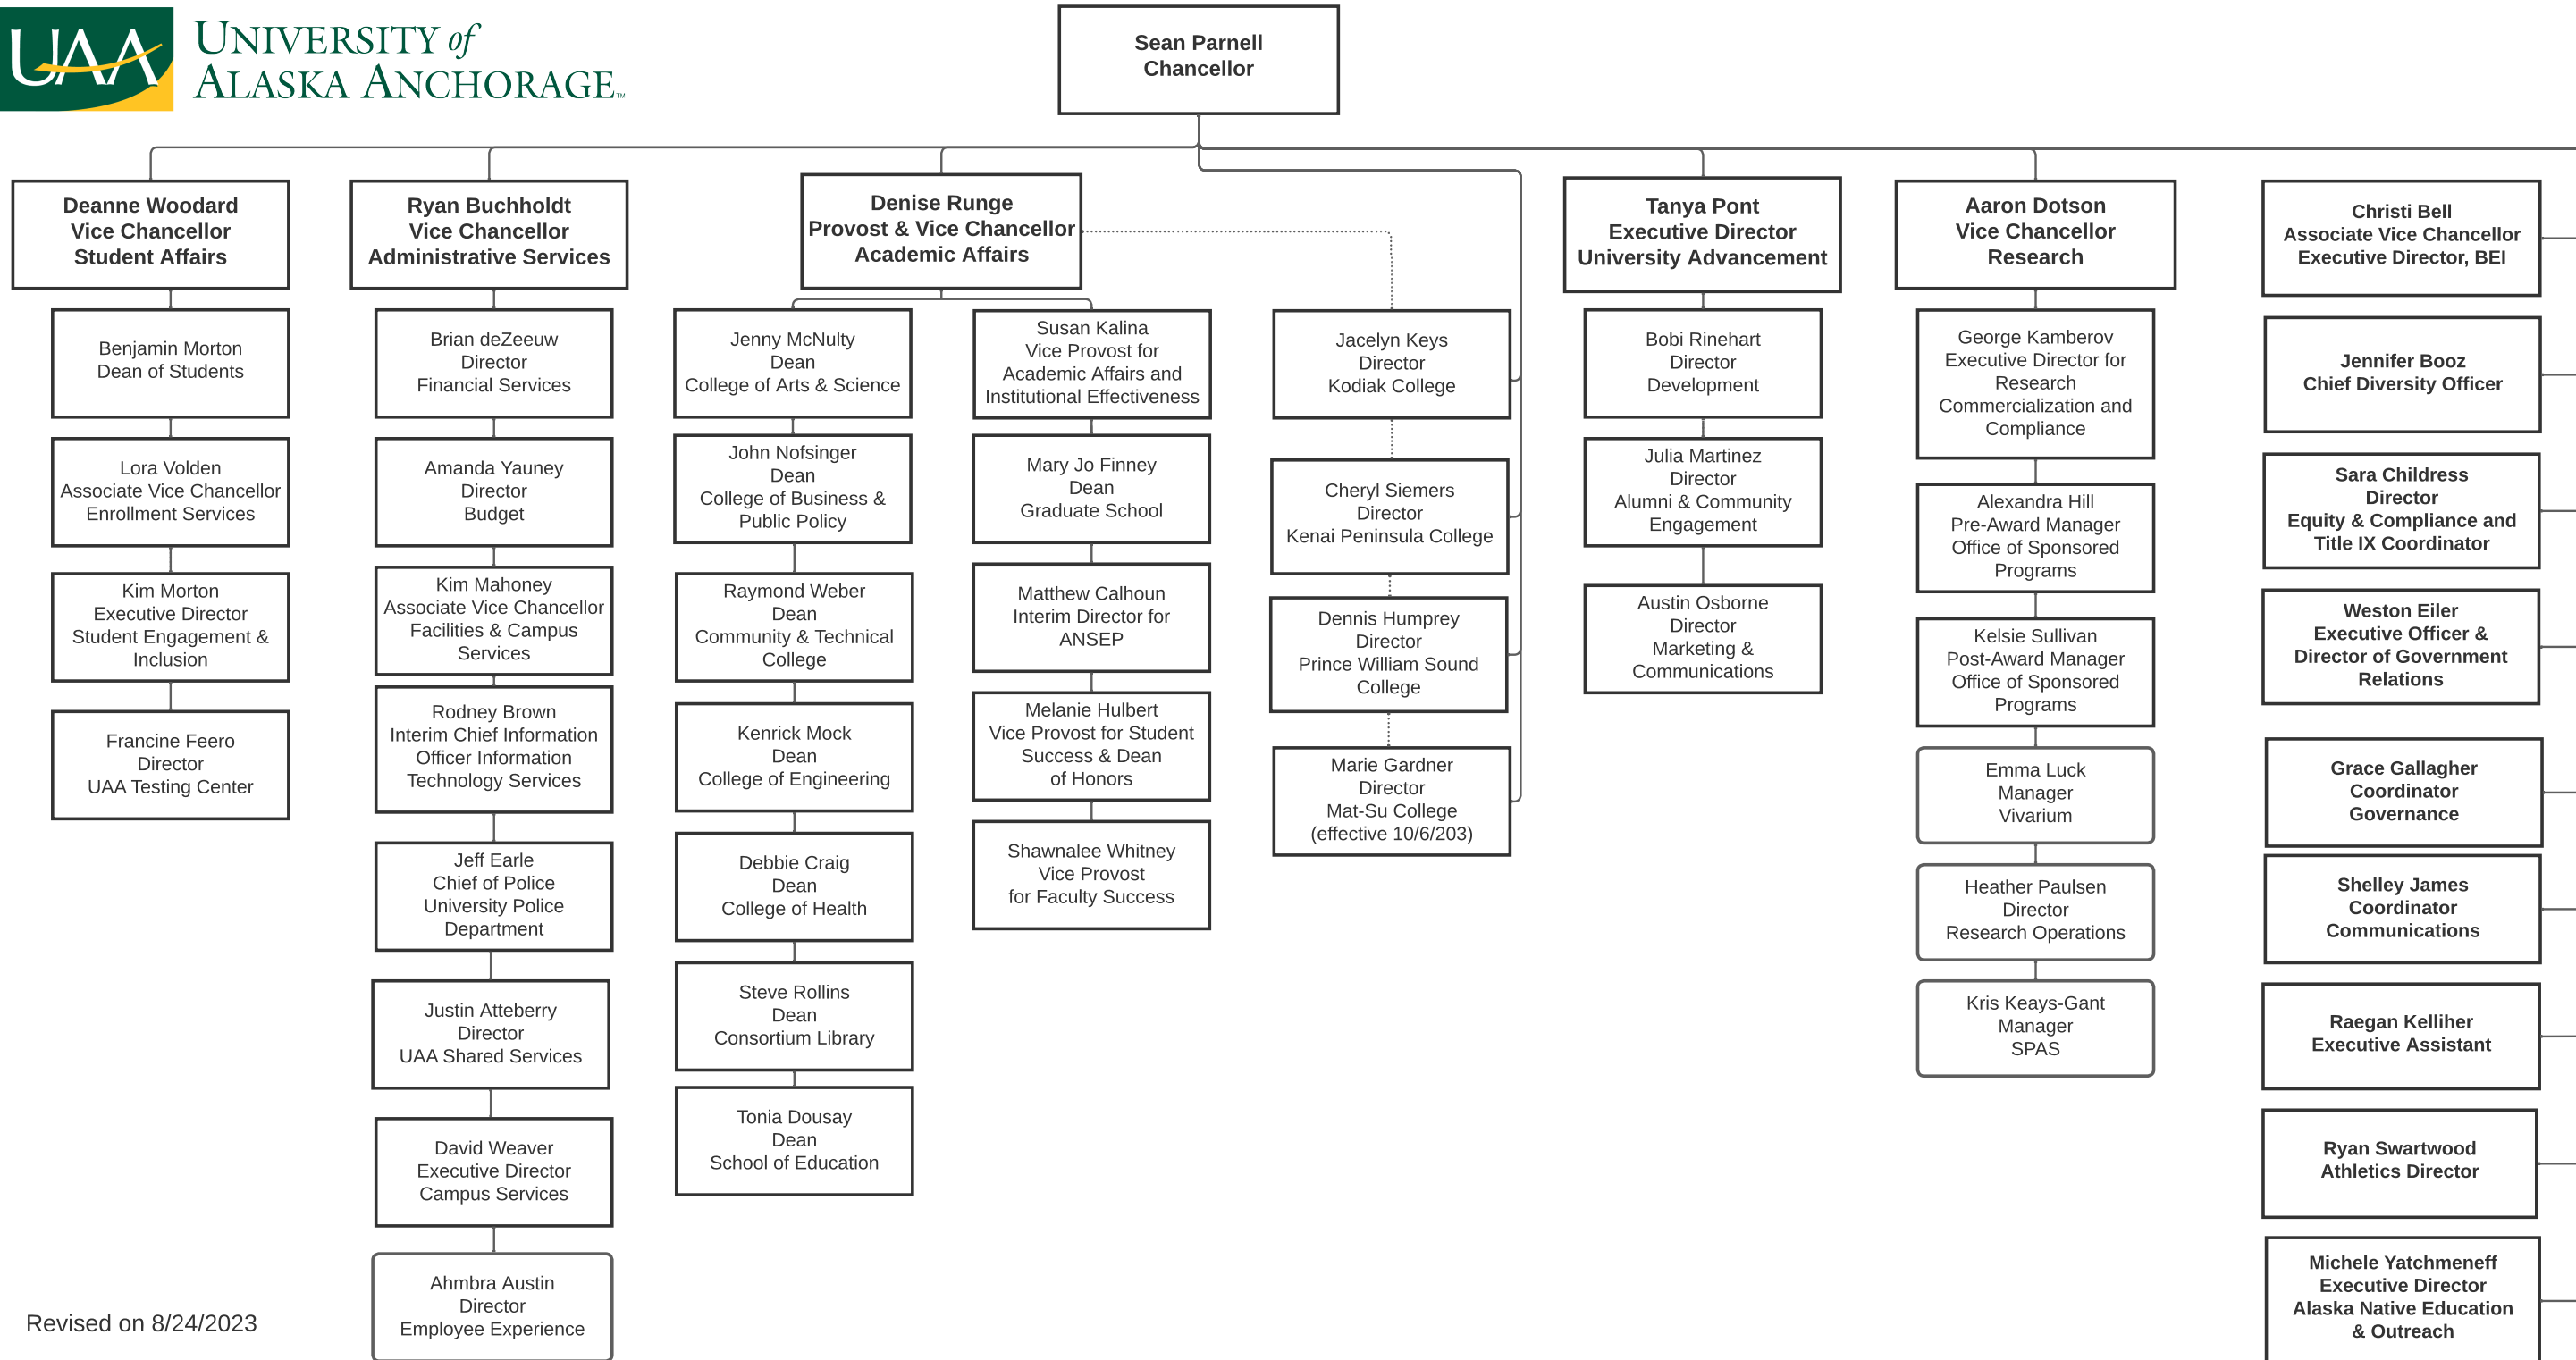 UAA
UNIVERSITY of
ALASKA ANCHORAGE™
Sean Parnell
Chancellor
Deanne Woodard
Vice Chancellor
Student Affairs
Benjamin Morton
Dean of Students
Lora Volden
Associate Vice Chancellor
Enrollment Services
Kim Morton
Executive Director
Student Engagement &
Inclusion
Francine Feero
Director
UAA Testing Center
Ryan Buchholdt
Vice Chancellor
Administrative Services
Brian deZeeuw
Director
Financial Services
Amanda Yauney
Director
Budget
Kim Mahoney
Associate Vice Chancellor
Facilities & Campus
Services
Rodney Brown
Interim Chief Information
Officer Information
Technology Services
Jeff Earle
Chief of Police
University Police
Department
Justin Atteberry
Director
UAA Shared Services
David Weaver
Executive Director
Campus Services
Ahmbra Austin
Director
Employee Experience
Denise Runge
Provost & Vice Chancellor
Academic Affairs
Jenny McNulty
Dean
College of Arts & Science
John Nofsinger
Dean
College of Business &
Public Policy
Raymond Weber
Dean
Community & Technical
College
Kenrick Mock
Dean
College of Engineering
Debbie Craig
Dean
College of Health
Steve Rollins
Dean
Consortium Library
Tonia Dousay
Dean
School of Education
Susan Kalina
Vice Provost for
Academic Affairs and
Institutional Effectiveness
Mary Jo Finney
Dean
Graduate School
Matthew Calhoun
Interim Director for
ANSEP
Melanie Hulbert
Vice Provost for Student
Success & Dean
of Honors
Shawnalee Whitney
Vice Provost
for Faculty Success
Jacelyn Keys
Director
Kodiak College
Cheryl Siemers
Director
Kenai Peninsula College
Dennis Humprey
Director
Prince William Sound
College
Marie Gardner
Director
Mat-Su College
(effective 10/6/203)
Tanya Pont
Executive Director
University Advancement
Bobi Rinehart
Director
Development
Julia Martinez
Director
Alumni & Community
Engagement
Austin Osborne
Director
Marketing &
Communications
Aaron Dotson
Vice Chancellor
Research
George Kamberov
Executive Director for
Research
Commercialization and
Compliance
Alexandra Hill
Pre-Award Manager
Office of Sponsored
Programs
Kelsie Sullivan
Post-Award Manager
Office of Sponsored
Programs
Emma Luck
Manager
Vivarium
Heather Paulsen
Director
Research Operations
Kris Keays-Gant
Manager
SPAS
Christi Bell
Associate Vice Chancellor
Executive Director, BEI
Jennifer Booz
Chief Diversity Officer
Sara Childress
Director
Equity & Compliance and
Title IX Coordinator
Weston Eiler
Executive Officer &
Director of Government
Relations
Grace Gallagher
Coordinator
Governance
Shelley James
Coordinator
Communications
Raegan Kelliher
Executive Assistant
Ryan Swartwood
Athletics Director
Michele Yatchmeneff
Executive Director
Alaska Native Education
& Outreach
Revised on 8/24/2023